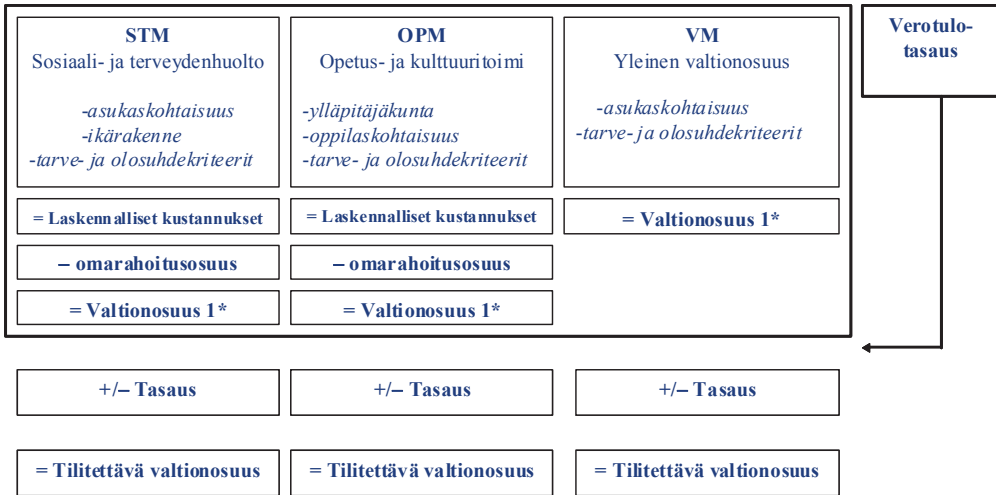 STM
Sosiaali- ja terveydenhuolto
-asukaskohtaisuus
-ikärakenne
-tarve- ja olosuhdekriteerit
= Laskennalliset kustannukset
– omarahoitusosuus
= Valtionosuus 1*
OPM
Opetus- ja kulttuuritoimi
-ylläpitäjäkunta
-oppilaskohtaisuus
-tarve- ja olosuhdekriteerit
= Laskennalliset kustannukset
– omarahoitusosuus
= Valtionosuus 1*
VM
Yleinen valtionosuus
-asukaskohtaisuus
-tarve- ja olosuhdekriteerit
= Valtionosuus 1*
Verotulo-
tasaus
+/– Tasaus
+/– Tasaus
+/– Tasaus
= Tilitettävä valtionosuus
= Tilitettävä valtionosuus
= Tilitettävä valtionosuus